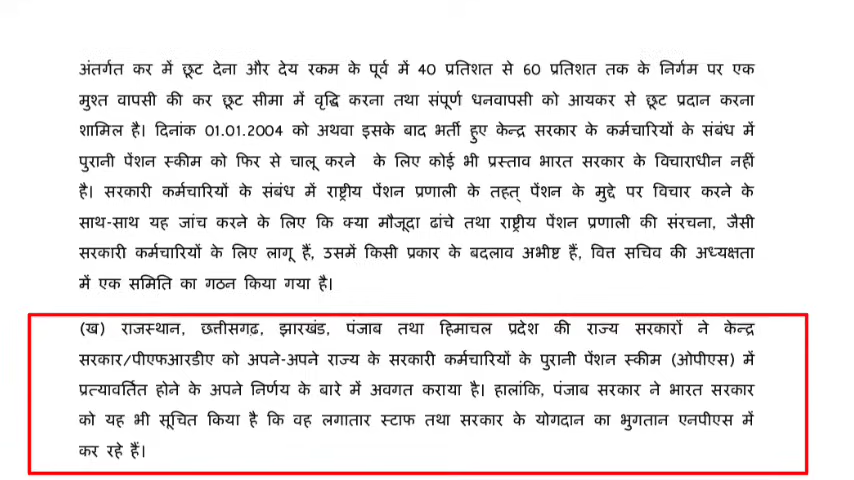 अंतर्गत कर में छूट देना और देय रकम के पूर्व में 40 प्रतिशत से 60 प्रतिशत तक के निर्गम पर एक
मुश्त वापसी की कर छूट सीमा में वृद्धि करना तथा संपूर्ण धनवापसी को आयकर से छूट प्रदान करना
शामिल है। दिनांक 01.01.2004 को अथवा इसके बाद भर्ती हुए केन्द्र सरकार के कर्मचारियों के संबंध में
पुरानी पेंशन स्कीम को फिर से चालू करने के लिए कोई भी प्रस्ताव भारत सरकार के विचाराधीन नहीं
है। सरकारी कर्मचारियों के संबंध में राष्ट्रीय पेंशन प्रणाली के तहत् पेंशन के मुद्दे पर विचार करने के
साथ-साथ यह जांच करने के लिए कि क्या मौजूदा ढांचे तथा राष्ट्रीय पेंशन प्रणाली की संरचना, जैसी
सरकारी कर्मचारियों के लिए लागू हैं, उसमें किसी प्रकार के बदलाव अभीष्ट हैं, वित्त सचिव की अध्यक्षता
में एक समिति का गठन किया गया है।
(ख) राजस्थान, छत्तीसगढ़, झारखंड, पंजाब तथा हिमाचल प्रदेश की राज्य सरकारों ने केन्द्र
सरकार/पीएफआरडीए को अपने-अपने राज्य के सरकारी कर्मचारियों के पुरानी पेंशन स्कीम (ओपीएस) में
प्रत्यावर्तित होने के अपने निर्णय के बारे में अवगत कराया है। हालांकि, पंजाब सरकार ने भारत सरकार
को यह भी सूचित किया है कि वह लगातार स्टाफ तथा सरकार के योगदान का भुगतान एनपीएस में
कर रहे हैं।